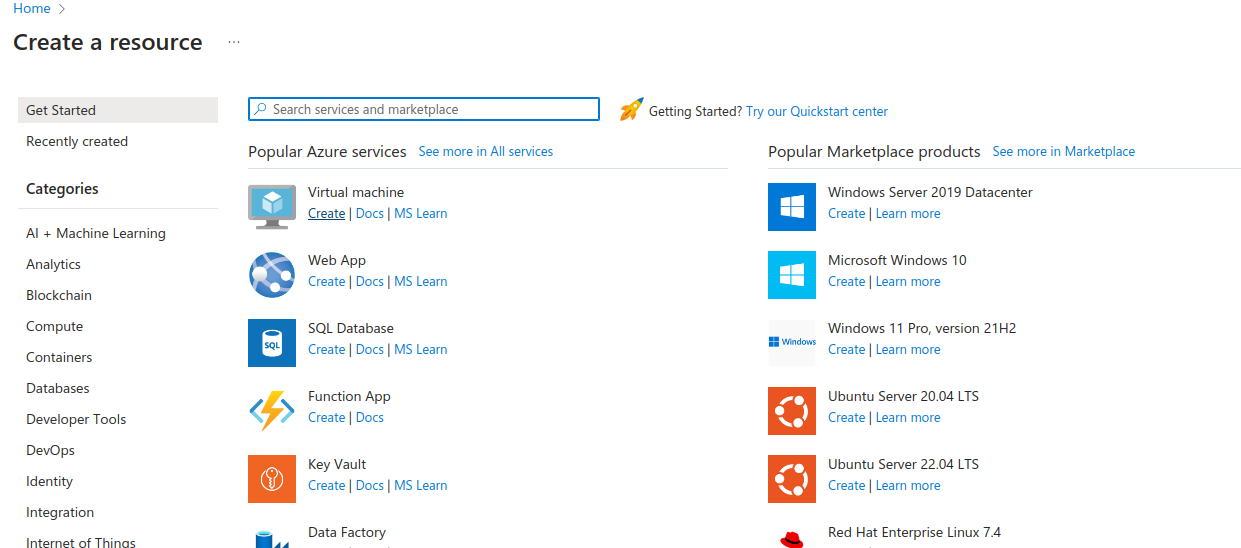 Home >
Create a resource ...
Get Started
Recently created
Categories
AI + Machine Learning
Analytics
Blockchain
Compute
Containers
Databases
Developer Tools
DevOps
Identity
Integration
Internet of Things
Search services and marketplace
Getting Started? Try our Quickstart center
Popular Azure services See more in All services
Virtual machine
Create | Docs | MS Learn
Web App
Create | Docs | MS Learn
SQL
SQL Database
Create | Docs | MS Learn
Function App
Create | Docs
Key Vault
Create | Docs | MS Learn
Data Factory
Popular Marketplace products See more in Marketplace
Windows Server 2019 Datacenter
Create | Learn more
Microsoft Windows 10
Create | Learn more
Windows
Windows 11 Pro, version 21H2
Create | Learn more
Ubuntu Server 20.04 LTS
Create | Learn more
Ubuntu Server 22.04 LTS
Create | Learn more
Red Hat Enterprise Linux 7.4